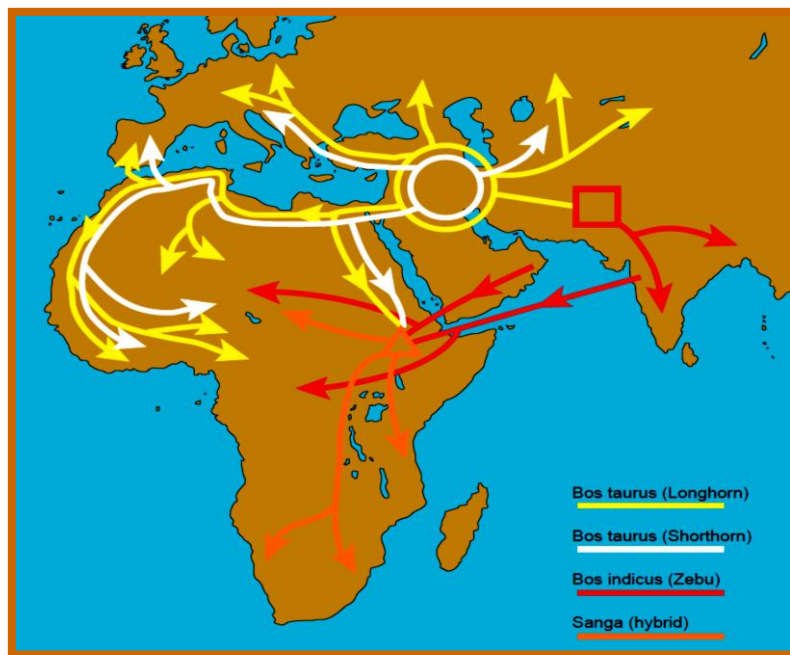 Bos taurus (Longhorn)
Bos taurus (Shorthorn)
Bos indicus (Zebu)
Sanga (hybrid)